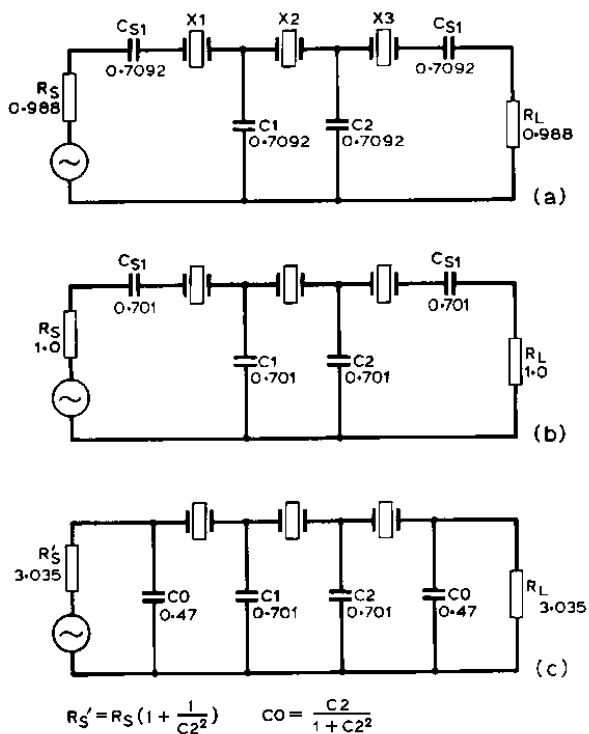 CS1 X1 X2 X3 CS1
0.7092 0.7092
RS
0.988
C1
0.7092
C2
0.7092
RL
0.988
(a)
CS1 CS1
0.701 0.701
RS
1.0
C1
0.701
C2
0.701
RL
1.0
(b)
RS'
3.035
C0
0.47
C1
0.701
C2
0.701
C0
0.47
RL
3.035
(c)
RS'=RS(1+1/C2²) C0=C2/1+C2²